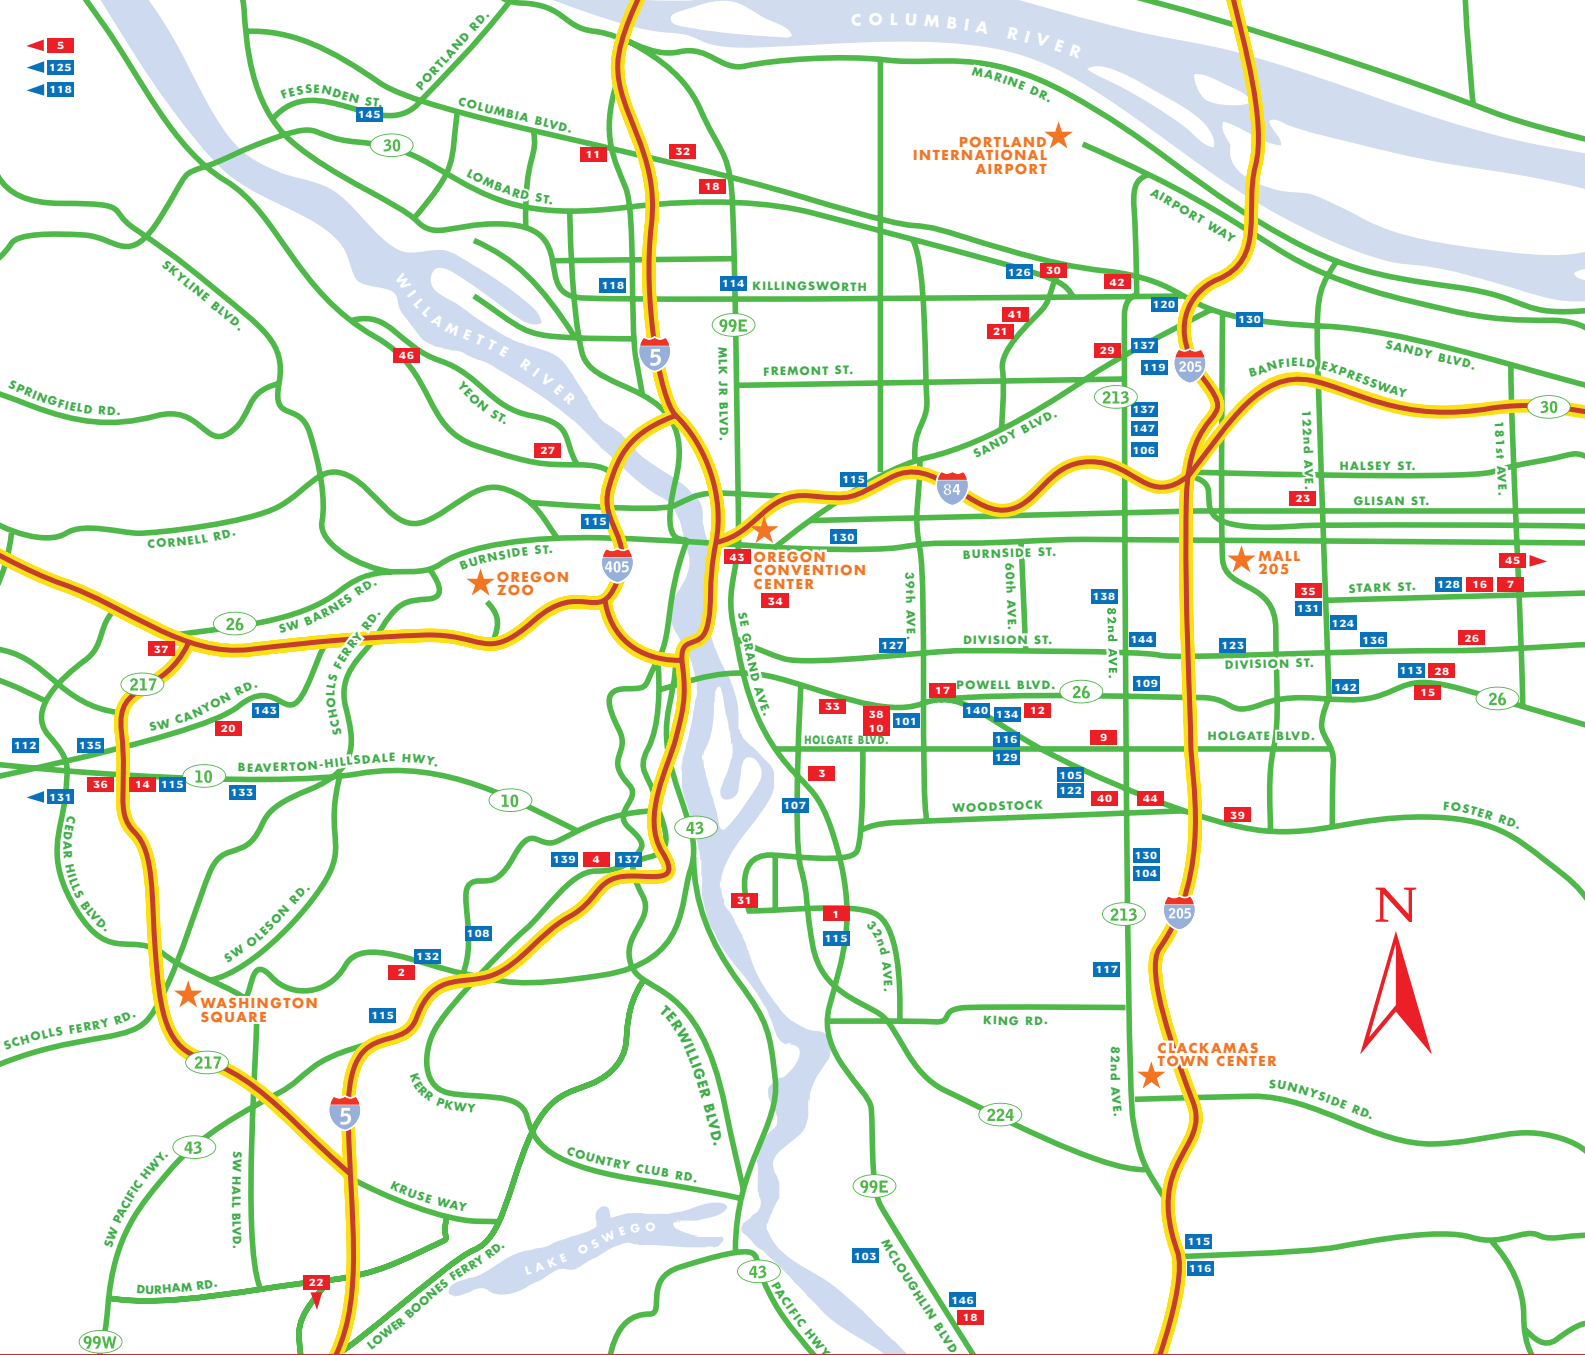 COLUMBIA RIVER
5
125
118
PORTLAND RD.
FESSENDEN ST.
145
COLUMBIA BLVD.
MARINE DR.
30
11
32
18
PORTLAND
INTERNATIONAL
AIRPORT
LOMBARD ST.
AIRPORT WAY
SKYLINE BLVD.
WILLAMETTE RIVER
118
114
KILLINGSWORTH
126
30
42
120
130
99E
41
21
5
46
29
137
119
205
SANDY BLVD.
MLK JR BLVD.
FREMONT ST.
BANFIELD EXPRESSWAY
SPRINGFIELD RD.
YEON ST.
213
137
147
106
30
SANDY BLVD.
122nd AVE.
181st AVE.
27
115
84
HALSEY ST.
23
GLISAN ST.
115
CORNELL RD.
130
BURNSIDE ST.
405
43
OREGON
CONVENTION
CENTER
BURNSIDE ST.
MALL
205
45
OREGON
ZOO
39th AVE.
60th AVE.
34
138
35
131
STARK ST.
128
16
7
SW BARNES RD.
26
SE GRAND AVE.
82nd AVE.
124
SCHOLLS FERRY RD.
37
127
DIVISION ST.
144
123
136
26
DIVISION ST.
217
SW CANYON RD.
143
20
17
POWELL BLVD.
26
109
142
113
28
15
26
33
38
10
101
140
134
12
112
135
116
129
HOLGATE BLVD.
9
HOLGATE BLVD.
36
14
115
10
BEAVERTON-HILLSDALE HWY.
133
131
10
3
107
105
122
40
44
WOODSTOCK
39
FOSTER RD.
43
CEDAR HILLS BLVD.
139
4
137
130
104
31
1
115
213
205
N
SW OLESON RD.
108
132
2
32nd AVE.
117
WASHINGTON
SQUARE
115
SCHOLLS FERRY RD.
TERWILLIGER BLVD.
KING RD.
217
CLACKAMAS
TOWN CENTER
82nd AVE.
KERR PKWY
5
224
SUNNYSIDE RD.
43
SW PACIFIC HWY.
SW HALL BLVD.
COUNTRY CLUB RD.
KRUSE WAY
99E
LAKE OSWEGO
MCLOUGHLIN BLVD
103
115
116
DURHAM RD.
22
LOWER BOONES FERRY RD.
43
PACIFIC HWY
146
18
99W